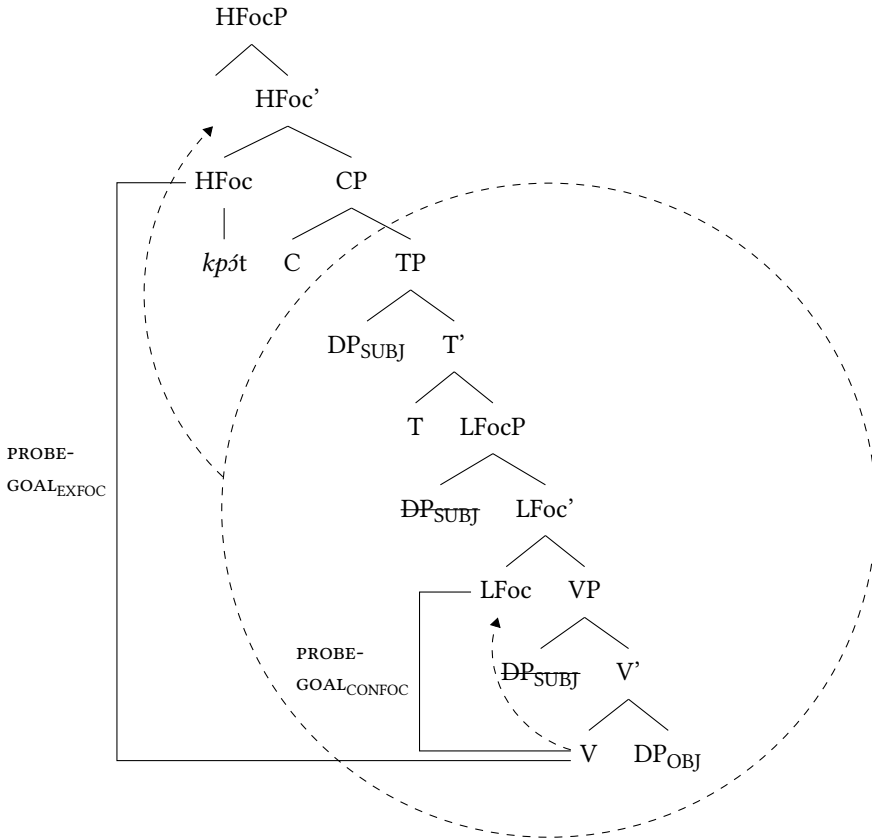 HFocP
HFoc’
HFoc CP
kpɔ́t C TP
DPSUBJ T’
T LFocP
PROBE-
GOALEXFOC
DPSUBJ LFoc’
LFoc VP
PROBE-
GOALCONFOC
DPSUBJ V’
V DPOBJ